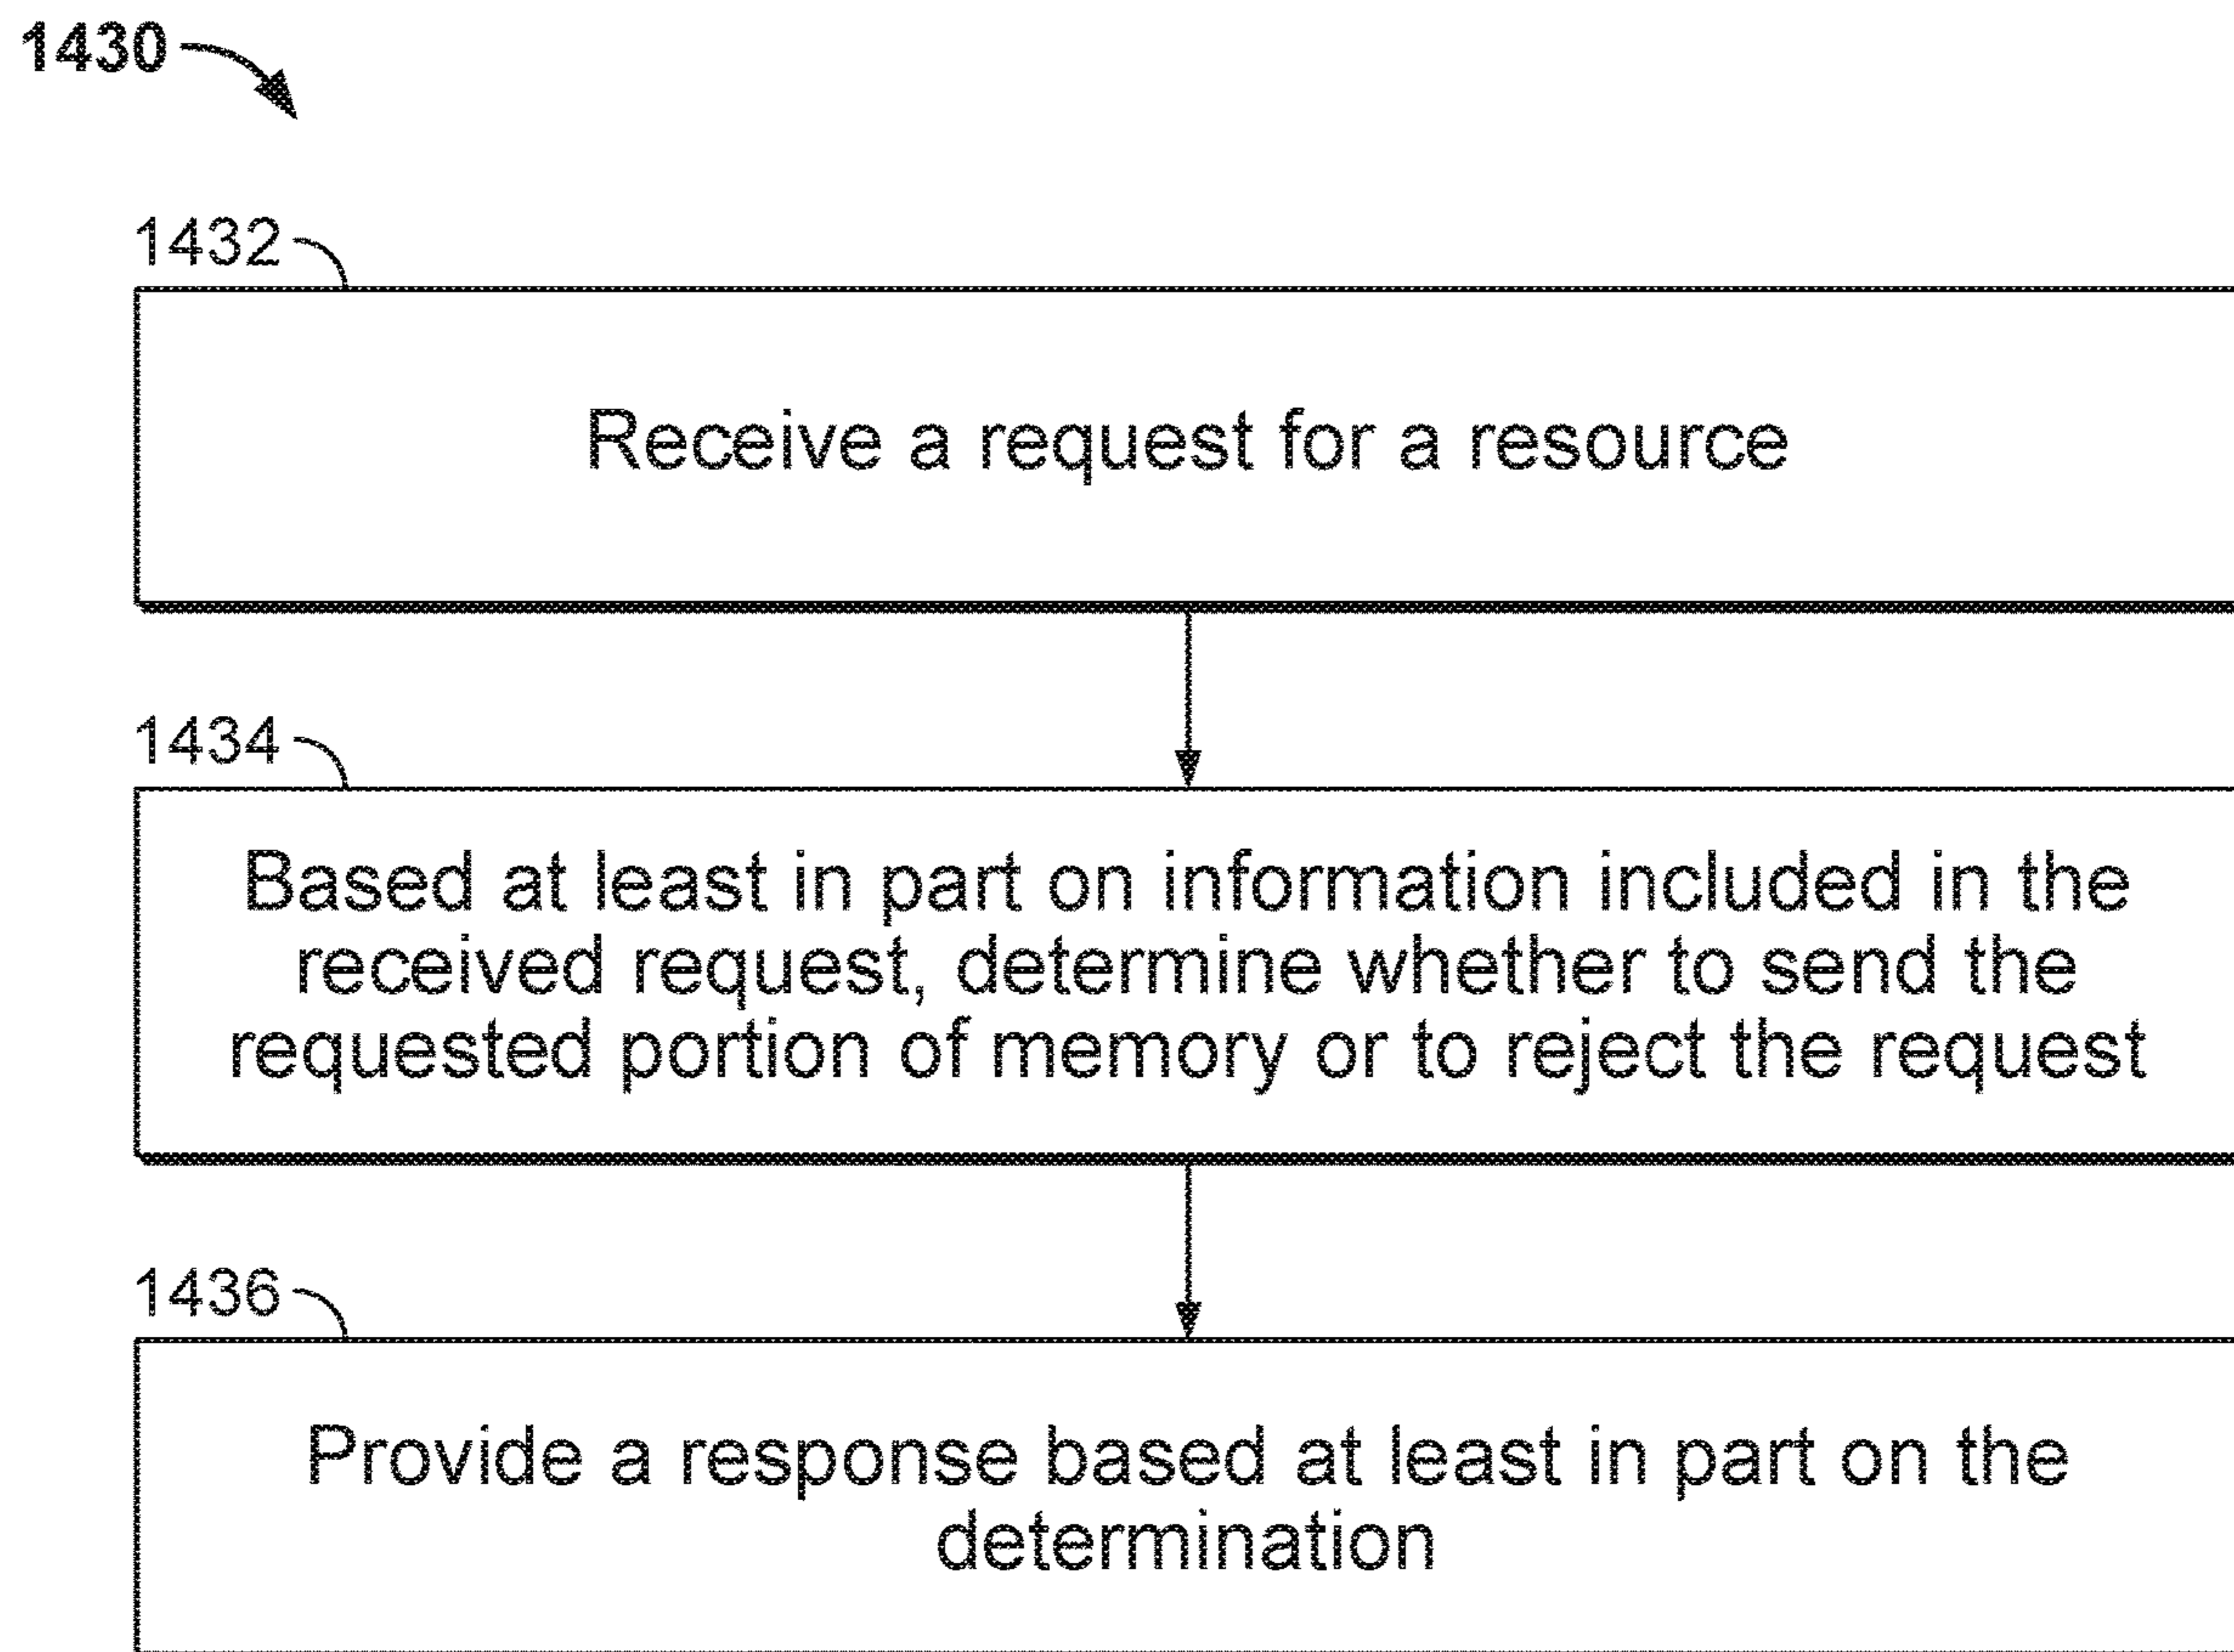 1430
1432
Receive a request for a resource
1434
Based at least in part on information included in the
received request, determine whether to send the
requested portion of memory or to reject the request
1436
Provide a response based at least in part on the
determination